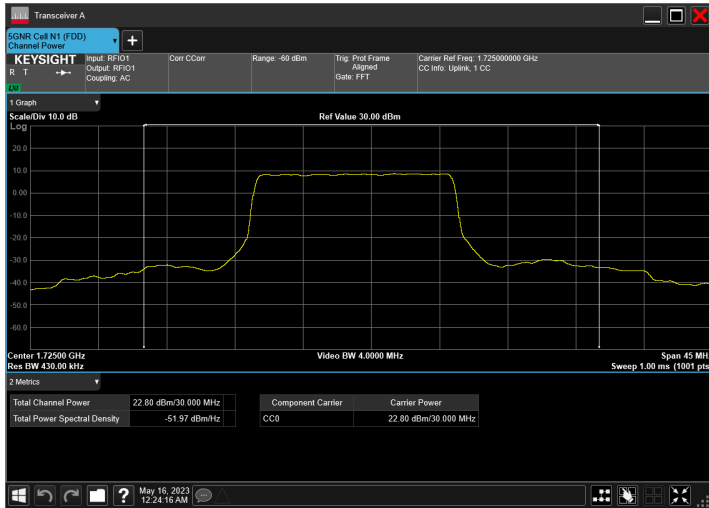 Transceiver A
5GNR Cell N1 (FDD)
Channel Power
KEYSIGHT
R T
LXI
Input: RFIO1
Output: RFIO1
Coupling: AC
Corr CCorr
Range: -60 dBm
Trig: Prot Frame
Aligned
Gate: FFT
Carrier Ref Freq: 1.725000000 GHz
CC Info: Uplink, 1 CC
1 Graph
Scale/Div 10.0 dB
Ref Value 30.00 dBm
Log
20.0
10.0
0.00
-10.0
-20.0
-30.0
-40.0
-50.0
-60.0
Center 1.72500 GHz
Video BW 4.0000 MHz
Span 45 MH
Res BW 430.00 kHz
Sweep 1.00 ms (1001 pts
2 Metrics
Total Channel Power 22.80 dBm/30.000 MHz
Total Power Spectral Density -51.97 dBm/Hz
Component Carrier Carrier Power
CC0 22.80 dBm/30.000 MHz
?
May 16, 2023
12:24:16 AM